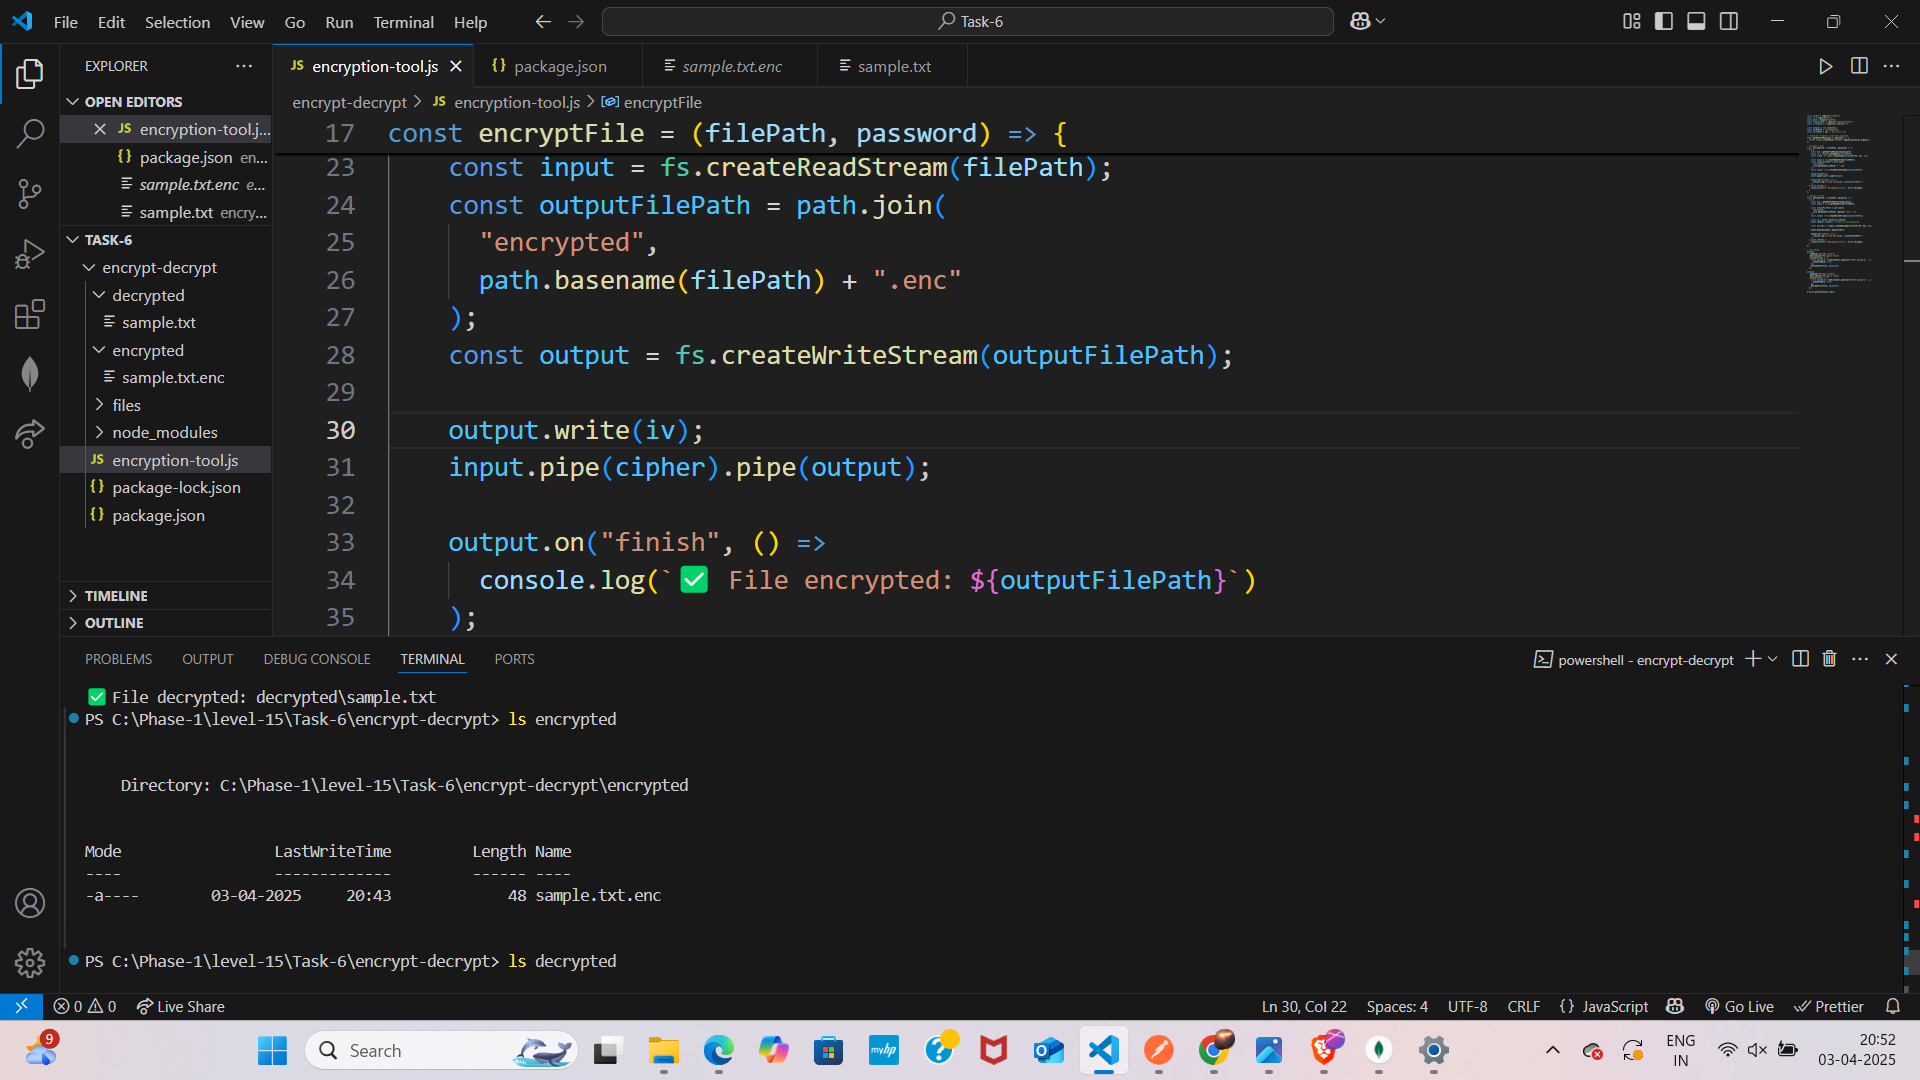 File Edit Selection View Go Run Terminal Help
Task-6
EXPLORER
OPEN EDITORS
encryption-tool.j...
package.json en...
sample.txt.enc e...
sample.txt encry...
TASK-6
encrypt-decrypt
decrypted
sample.txt
encrypted
sample.txt.enc
files
node_modules
JS encryption-tool.js
package-lock.json
package.json
TIMELINE
OUTLINE
JS encryption-tool.js
package.json
sample.txt.enc
sample.txt
encrypt-decrypt > JS encryption-tool.js > encryptFile
17 const encryptFile = (filePath, password) => {
23 const input = fs.createReadStream(filePath);
24 const outputFilePath = path.join(
25 "encrypted",
26 path.basename(filePath) + ".enc"
27 );
28 const output = fs.createWriteStream(outputFilePath);
29
30 output.write(iv);
31 input.pipe(cipher).pipe(output);
32
33 output.on("finish", () =>
34 console.log(`✅ File encrypted: ${outputFilePath}`)
35 );
PROBLEMS OUTPUT DEBUG CONSOLE TERMINAL PORTS
powershell - encrypt-decrypt
✅ File decrypted: decrypted\sample.txt
PS C:\Phase-1\level-15\Task-6\encrypt-decrypt> ls encrypted
Directory: C:\Phase-1\level-15\Task-6\encrypt-decrypt\encrypted
Mode LastWriteTime Length Name
---- ------------- ------ ----
-a---- 03-04-2025 20:43 48 sample.txt.enc
PS C:\Phase-1\level-15\Task-6\encrypt-decrypt> ls decrypted
0 0 Live Share
Ln 30, Col 22 Spaces: 4 UTF-8 CRLF {} JavaScript Go Live Prettier
9
Search
myhp
ENG
IN
20:52
03-04-2025